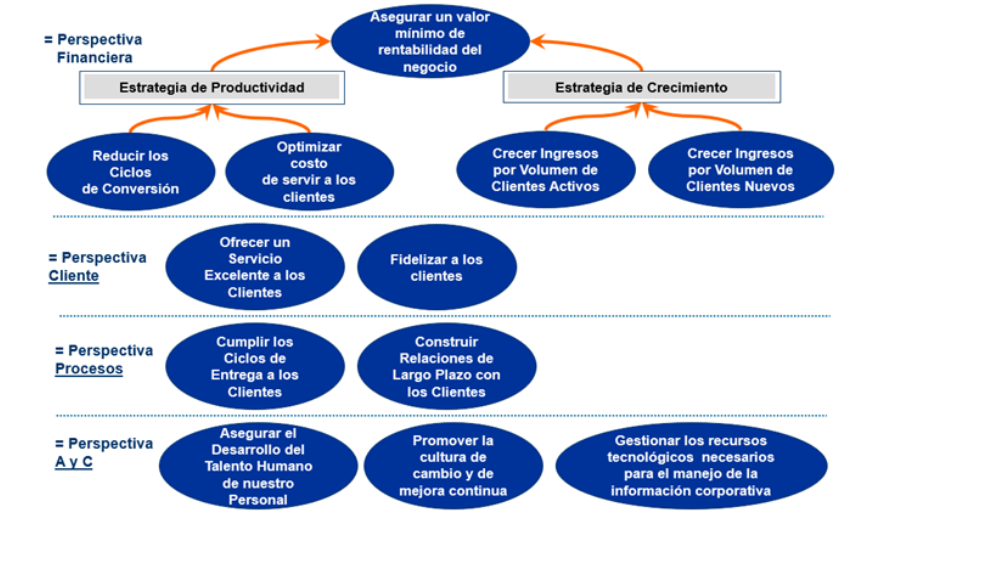 Asegurar un valor
mínimo de
rentabilidad del
negocio
= Perspectiva
Financiera
Estrategia de Productividad
Estrategia de Crecimiento
Reducir los
Ciclos
de Conversión
Optimizar
costo
de servir a los
clientes
Crecer Ingresos
por Volumen de
Clientes Activos
Crecer Ingresos
por Volumen de
Clientes Nuevos
= Perspectiva
Cliente
Ofrecer un
Servicio
Excelente a los
Clientes
Fidelizar a los
clientes
= Perspectiva
Procesos
Cumplir los
Ciclos de
Entrega a los
Clientes
Construir
Relaciones de
Largo Plazo con
los Clientes
= Perspectiva
A y C
Asegurar el
Desarrollo del
Talento Humano
de nuestro
Personal
Promover la
cultura de
cambio y de
mejora continua
Gestionar los recursos
tecnológicos necesarios
para el manejo de la
información corporativa